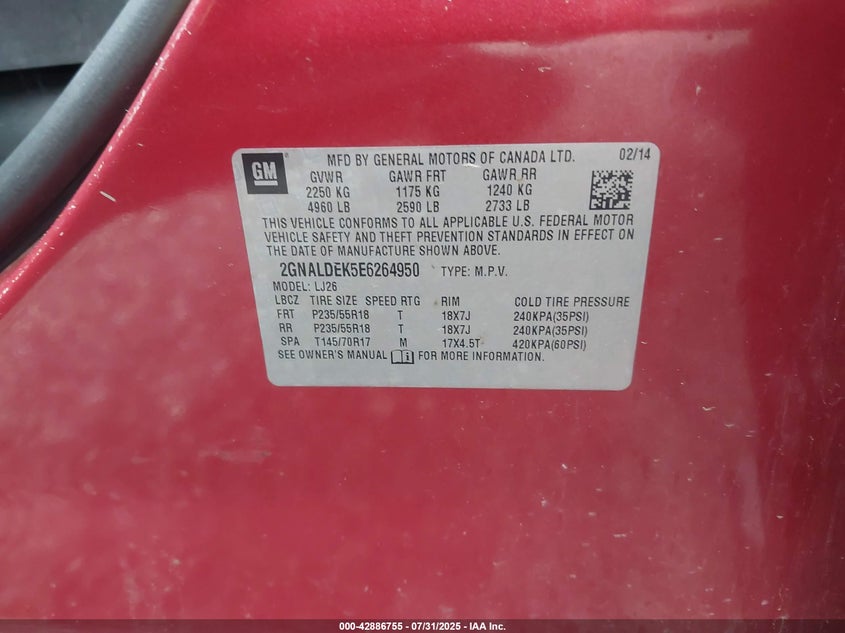 GM
MFD BY GENERAL MOTORS OF CANADA LTD. 02/14
GVWR GAWR FRT GAWR RR
2250 KG 1175 KG 1240 KG
4960 LB 2590 LB 2733 LB
THIS VEHICLE CONFORMS TO ALL APPLICABLE U.S. FEDERAL MOTOR
VEHICLE SAFETY AND THEFT PREVENTION STANDARDS IN EFFECT ON
THE DATE OF MANUFACTURE SHOWN ABOVE.
2GNALDEK5E6264950 TYPE: M.P.V.
MODEL: LJ26
LBCZ TIRE SIZE SPEED RTG RIM COLD TIRE PRESSURE
FRT P235/55R18 T 18X7J 240KPA(35PSI)
RR P235/55R18 T 18X7J 240KPA(35PSI)
SPA T145/70R17 M 17X4.5T 420KPA(60PSI)
SEE OWNER'S MANUAL FOR MORE INFORMATION.
000-42886755 - 07/31/2025 - IAA Inc.